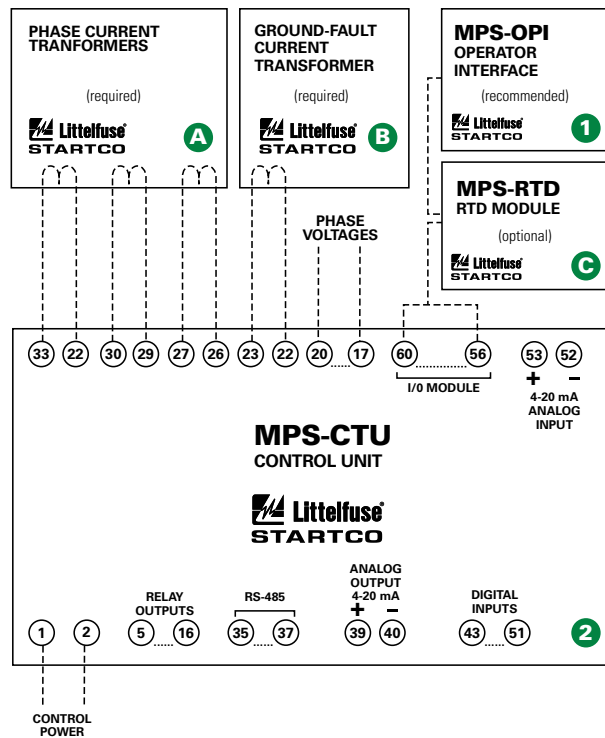 PHASE CURRENT
TRANFORMERS
(required)
Littelfuse®
STARTCO
A
GROUND-FAULT
CURRENT
TRANSFORMER
(required)
Littelfuse®
STARTCO
B
MPS-OPI
OPERATOR
INTERFACE
(recommended)
Littelfuse®
STARTCO
1
MPS-RTD
RTD MODULE
(optional)
Littelfuse®
STARTCO
C
PHASE
VOLTAGES
33 22 30 29 27 26 23 22 20 ...... 17 60 ................ 56 53 52
I/0 MODULE
+ –
4-20 mA
ANALOG
INPUT
MPS-CTU
CONTROL UNIT
Littelfuse®
STARTCO
RELAY
OUTPUTS
RS-485
ANALOG
OUTPUT
4-20 mA
+ –
DIGITAL
INPUTS
1 2 5 ...... 16 35 ...... 37 39 40 43 ...... 51
2
CONTROL
POWER